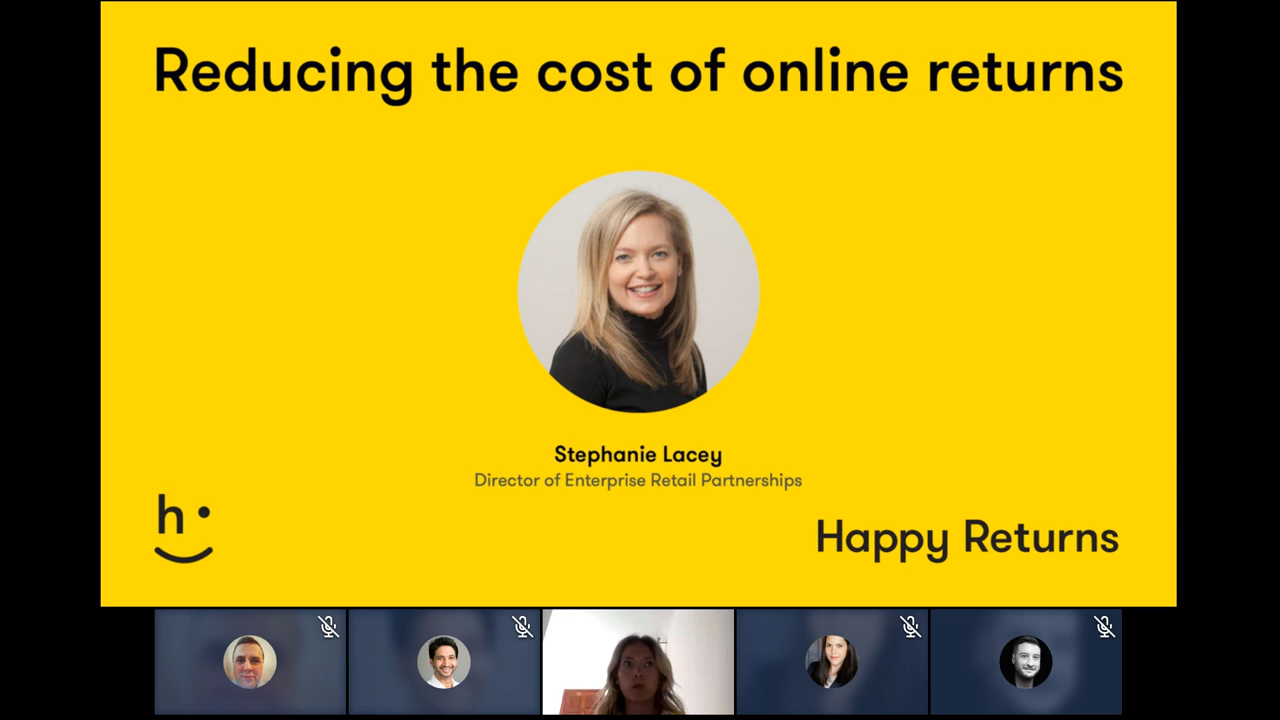 Reducing the cost of online returns
Stephanie Lacey
Director of Enterprise Retail Partnerships
h
Happy Returns